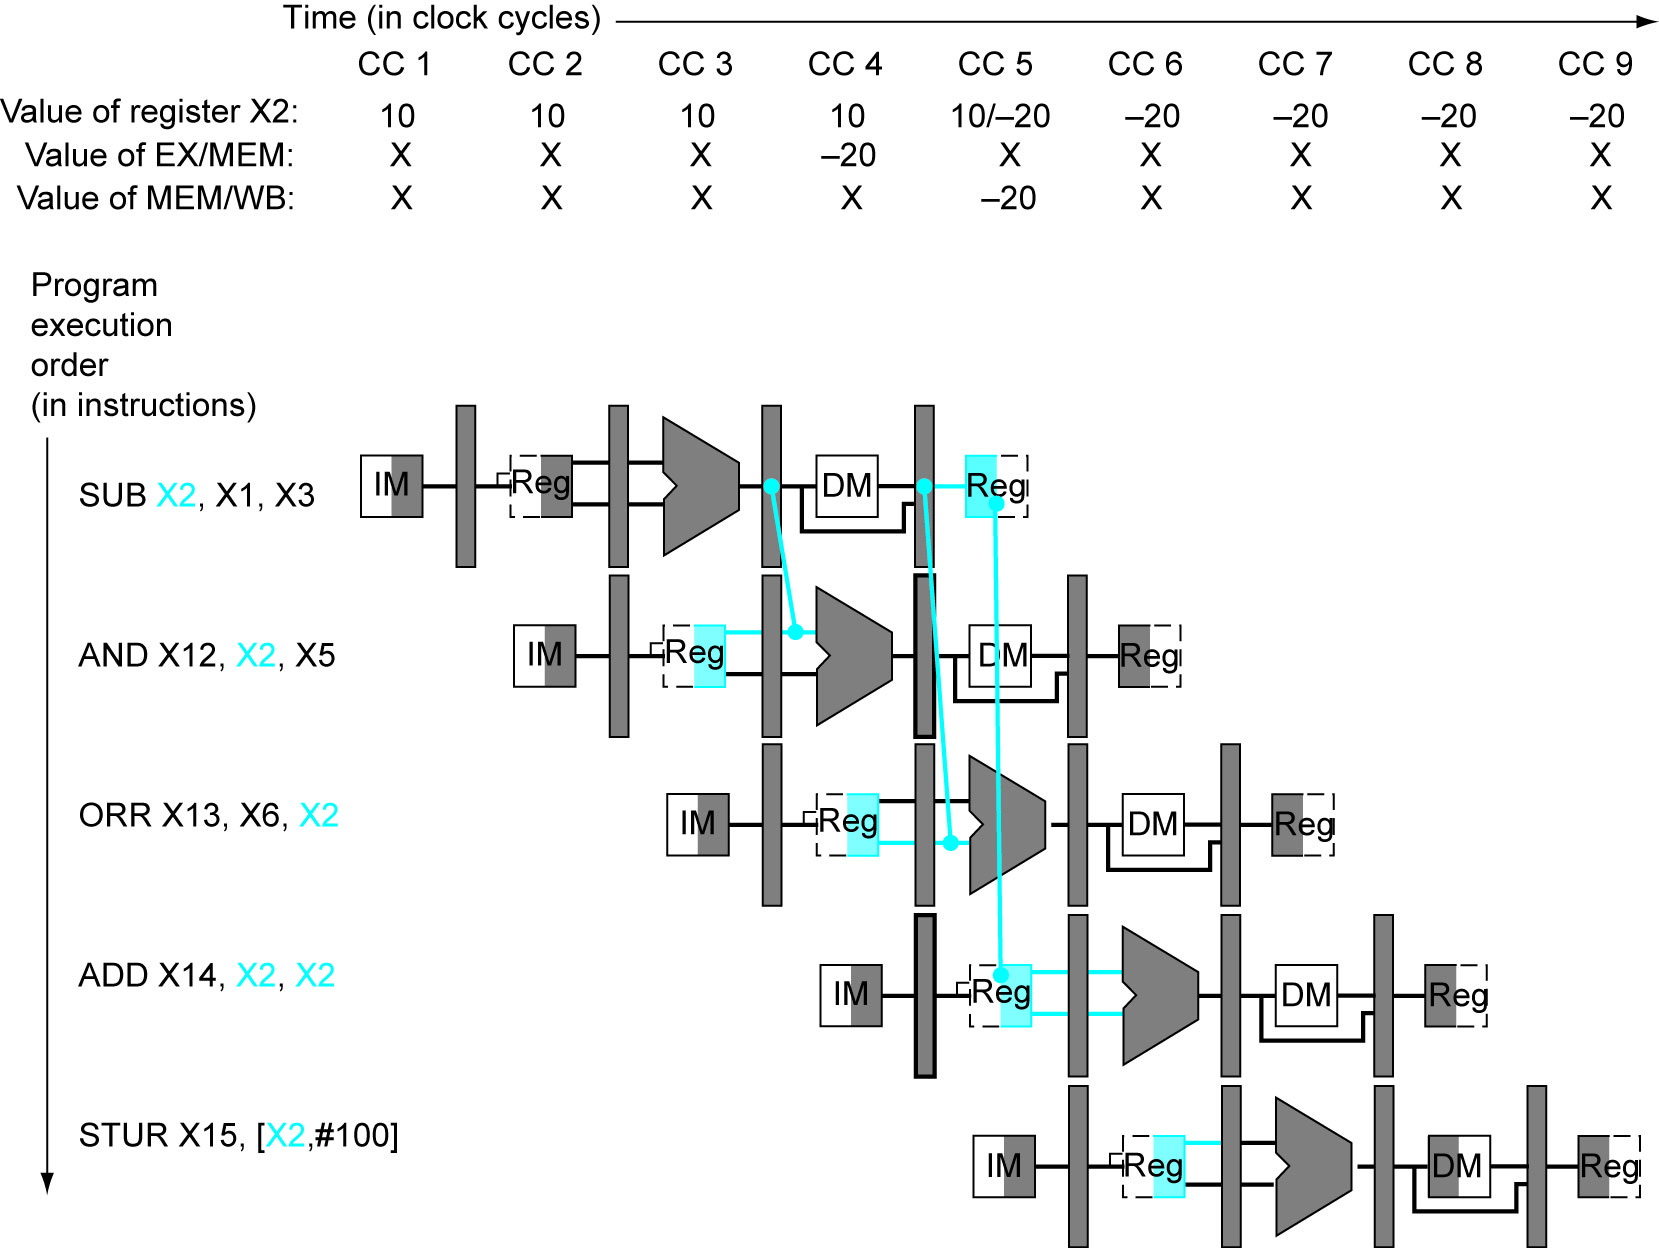 Time (in clock cycles)
CC 1 CC 2 CC 3 CC 4 CC 5 CC 6 CC 7 CC 8 CC 9
Value of register X2: 10 10 10 10 10/–20 –20 –20 –20 –20
Value of EX/MEM: X X X –20 X X X X X
Value of MEM/WB: X X X X –20 X X X X
Program
execution
order
(in instructions)
SUB X2, X1, X3 IM Reg DM Reg
AND X12, X2, X5 IM Reg DM Reg
ORR X13, X6, X2 IM Reg DM Reg
ADD X14, X2, X2 IM Reg DM Reg
STUR X15, [X2,#100] IM Reg DM Reg